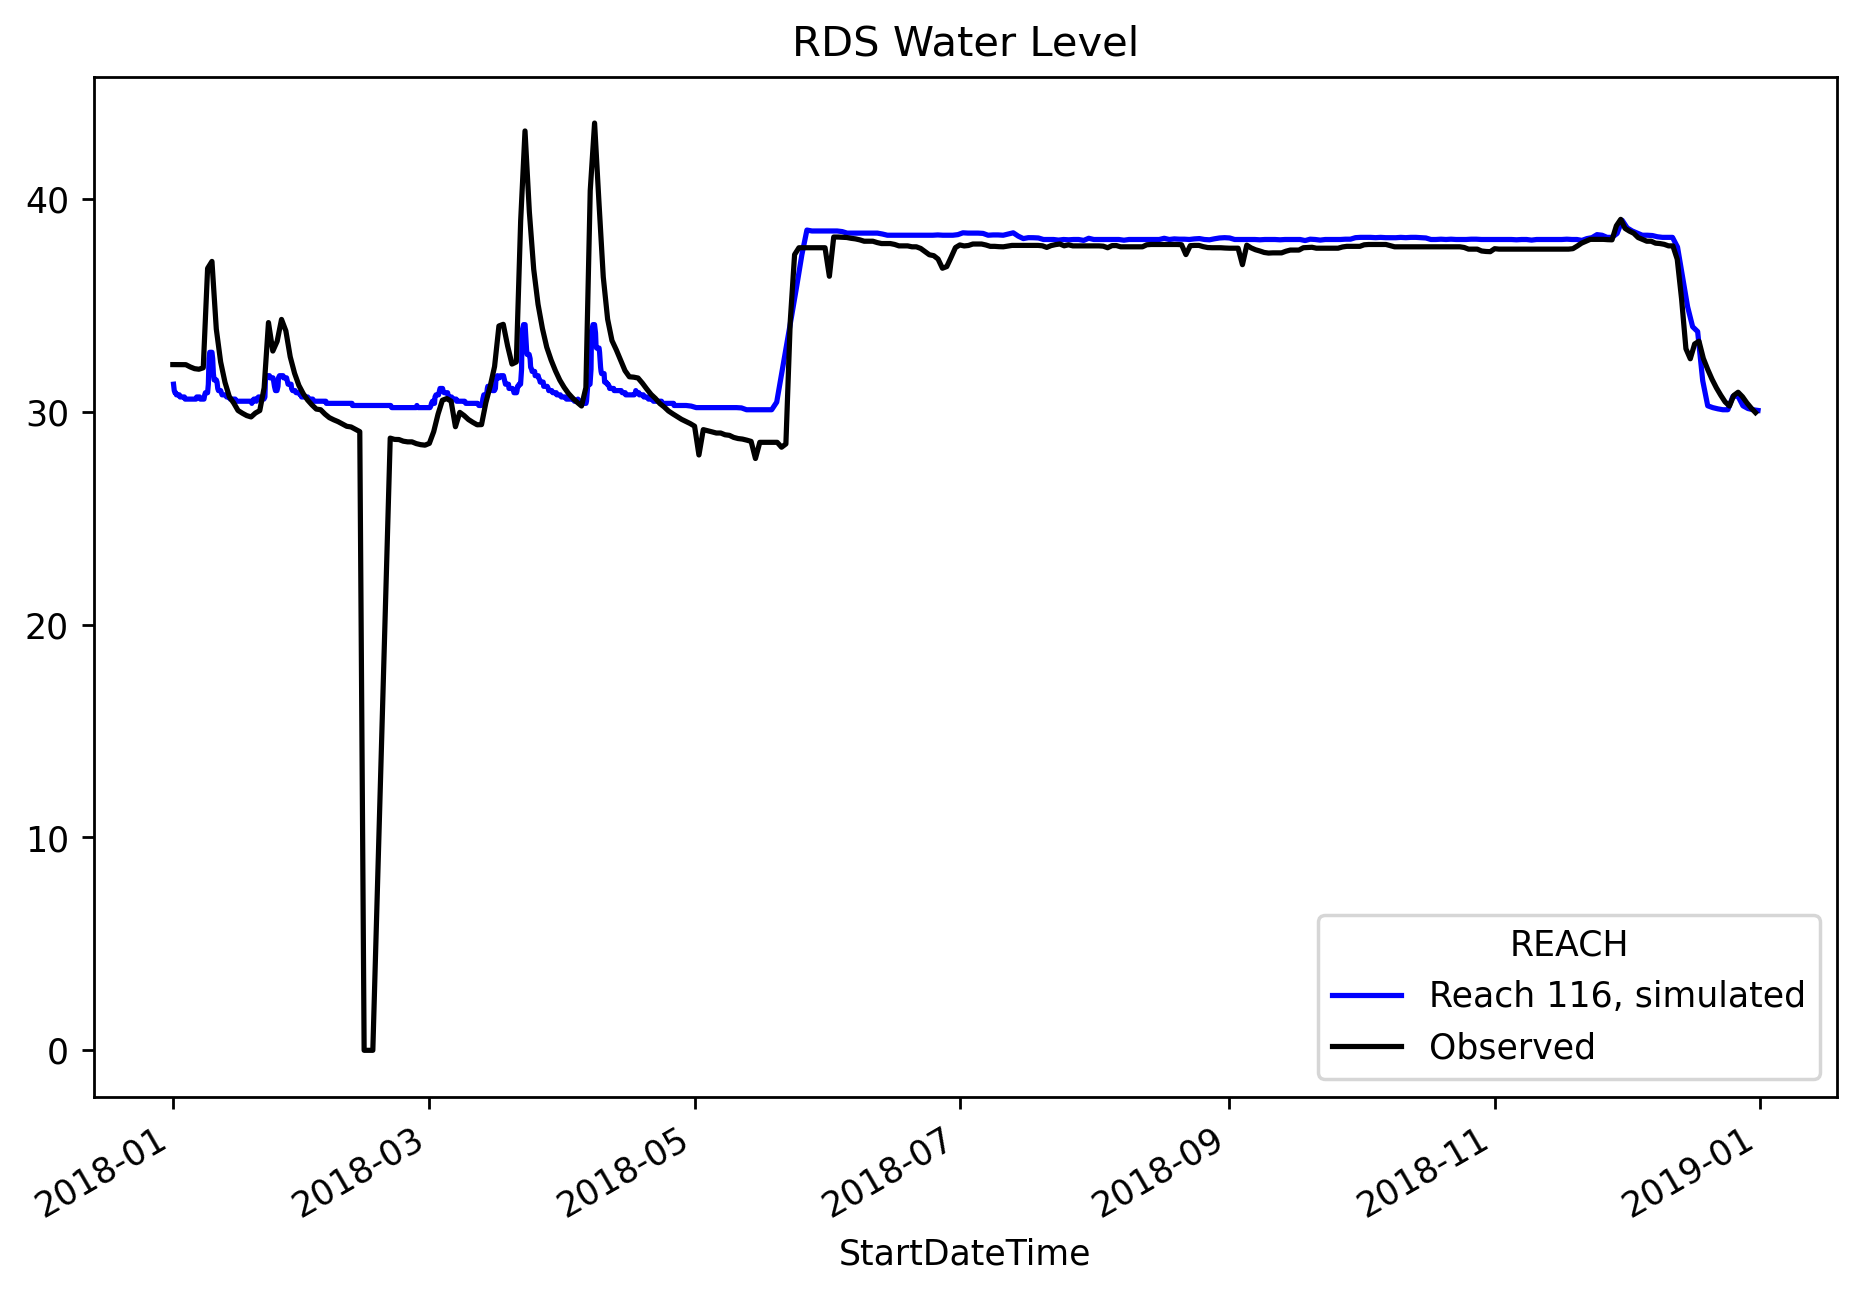 RDS Water Level
40
30
20
10
0
REACH
Reach 116, simulated
Observed
2018-01
2018-03
2018-05
2018-07
2018-09
2018-11
2019-01
StartDateTime